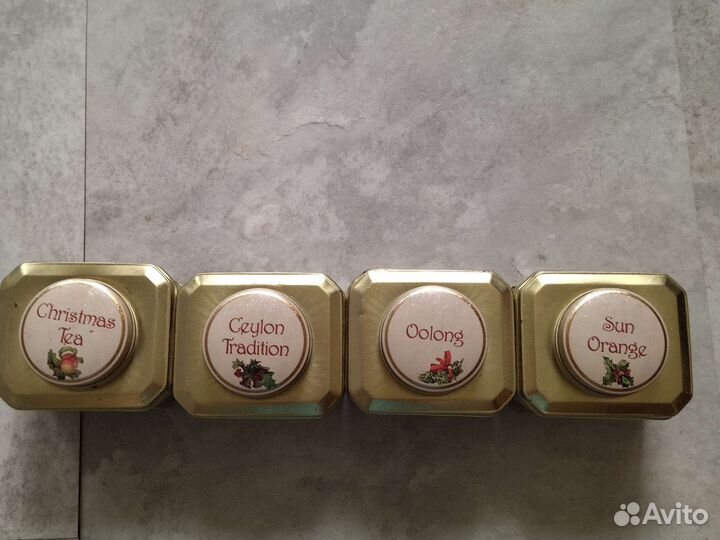 Christmas
Tea
Ceylon
Tradition
Oolong
Sun
Orange
Avito